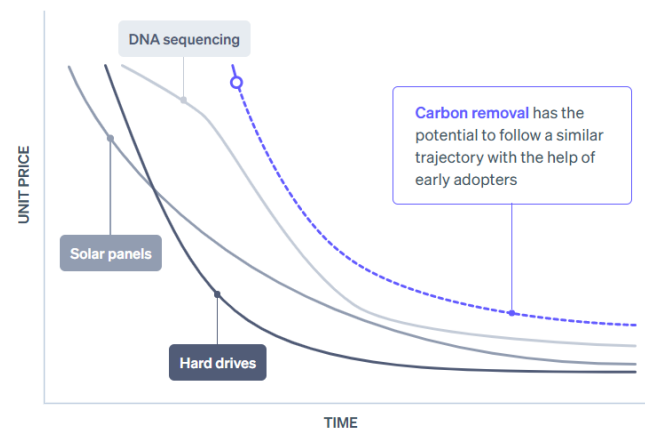 DNA sequencing
Carbon removal has the
potential to follow a similar
trajectory with the help of
early adopters
UNIT PRICE
Solar panels
Hard drives
TIME